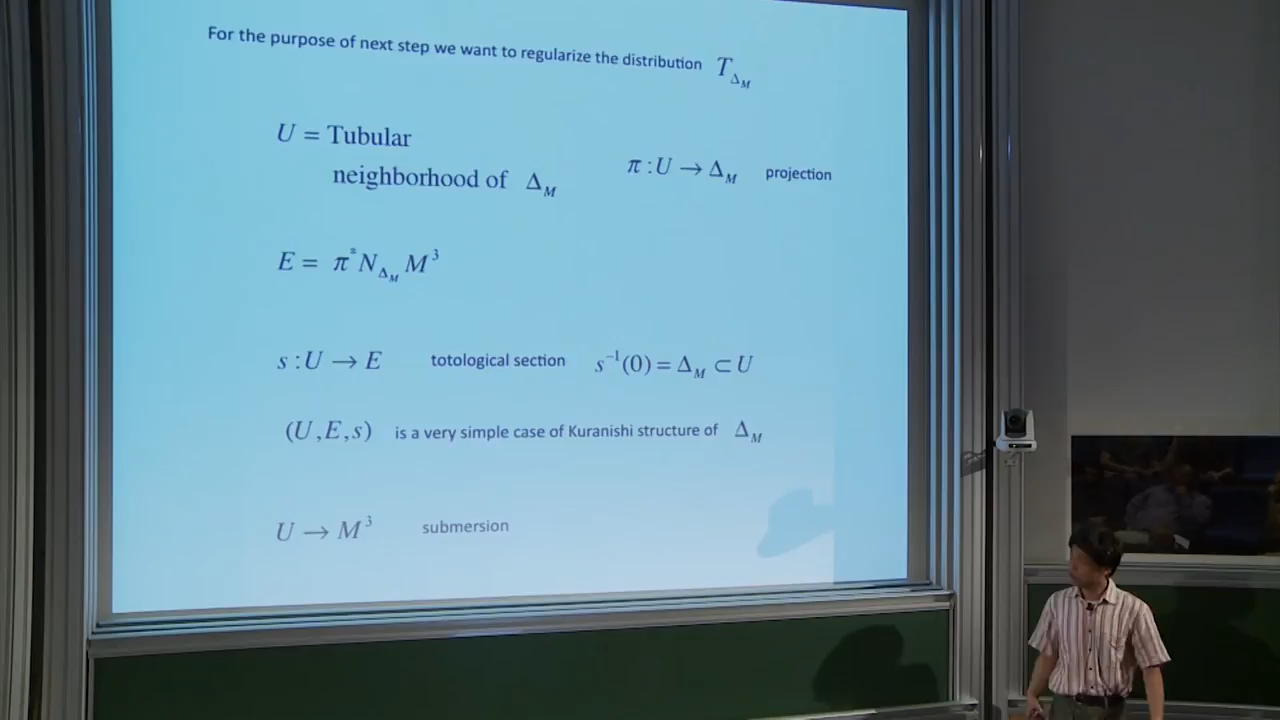 For the purpose of next step we want to regularize the distribution T_{Δ_M}
U = Tubular
neighborhood of Δ_M
π : U → Δ_M projection
E = π^* N_{Δ_M} M^3
s : U → E totological section s^{-1}(0) = Δ_M ⊂ U
(U, E, s) is a very simple case of Kuranishi structure of Δ_M
U → M^3 submersion